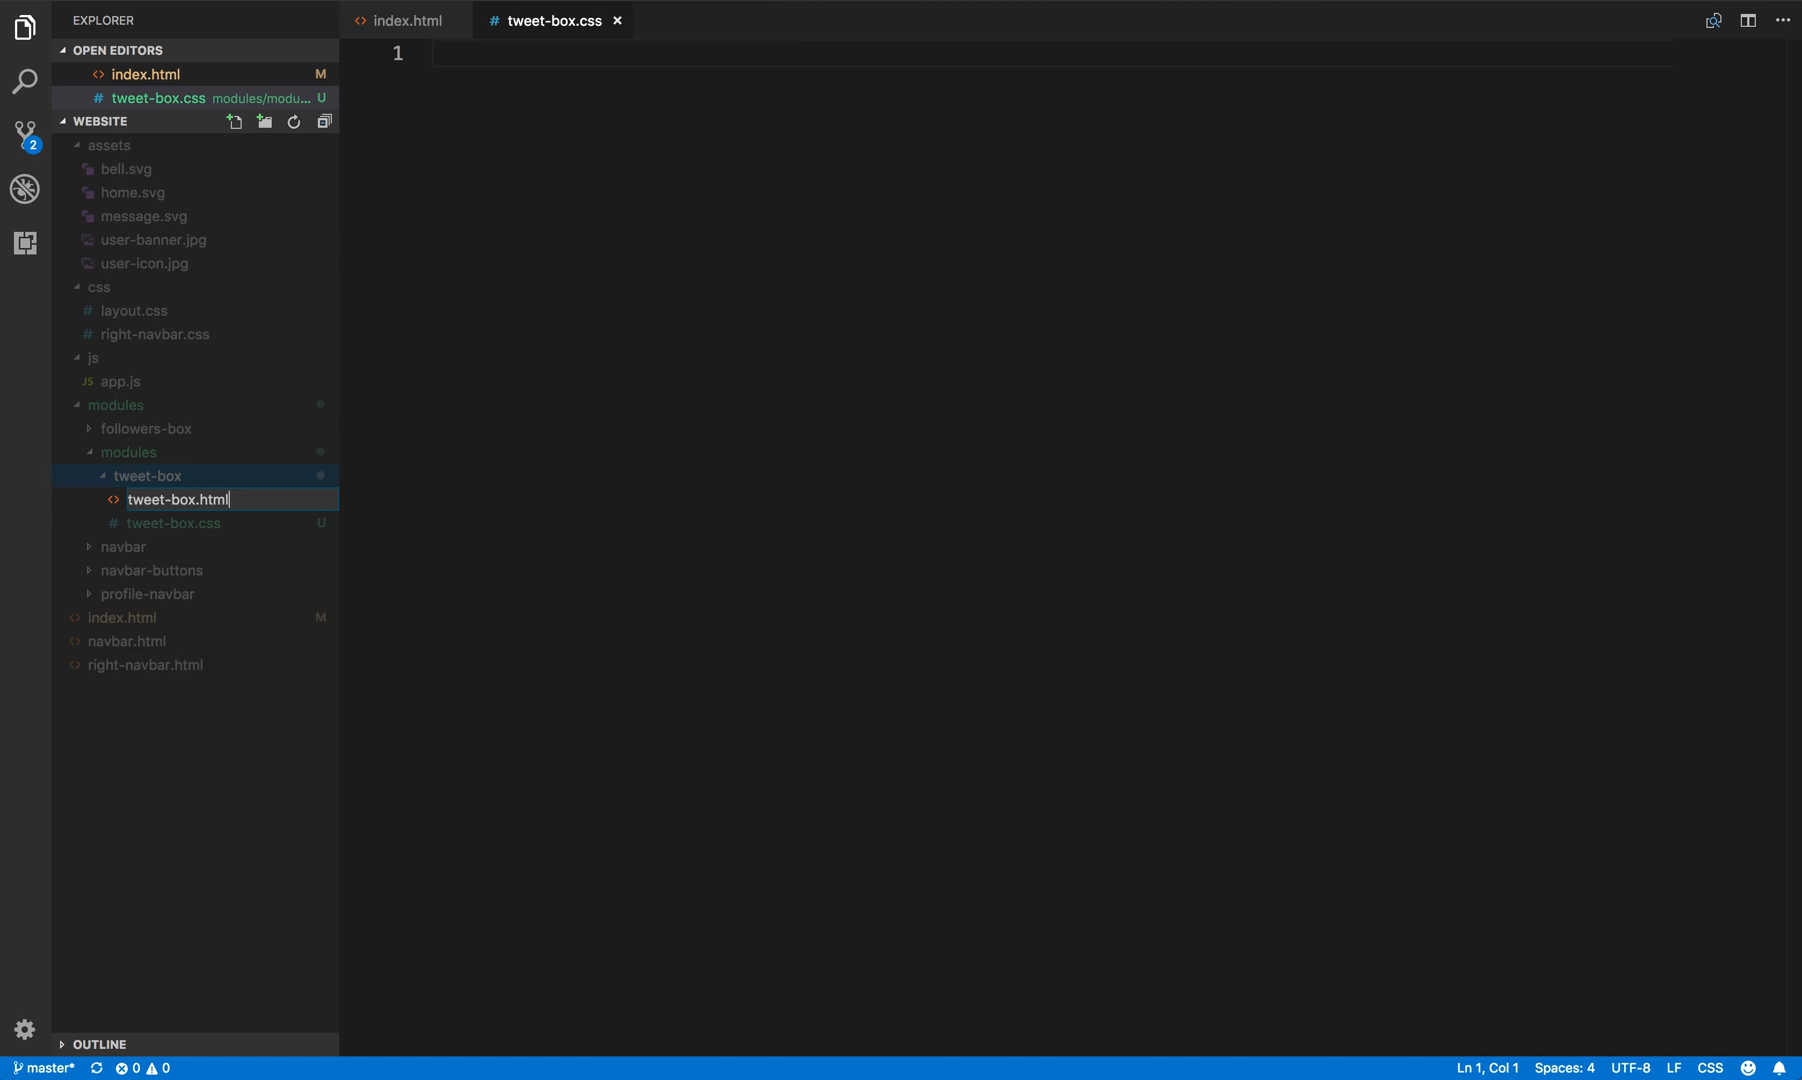 EXPLORER
index.html
tweet-box.css
OPEN EDITORS
index.html M
tweet-box.css modules/modu... U
WEBSITE
assets
bell.svg
home.svg
message.svg
user-banner.jpg
user-icon.jpg
css
layout.css
right-navbar.css
js
JS app.js
modules
followers-box
modules
tweet-box
tweet-box.html
tweet-box.css U
navbar
navbar-buttons
profile-navbar
index.html M
navbar.html
right-navbar.html
OUTLINE
1
2
master* 0 0
Ln 1, Col 1 Spaces: 4 UTF-8 LF CSS